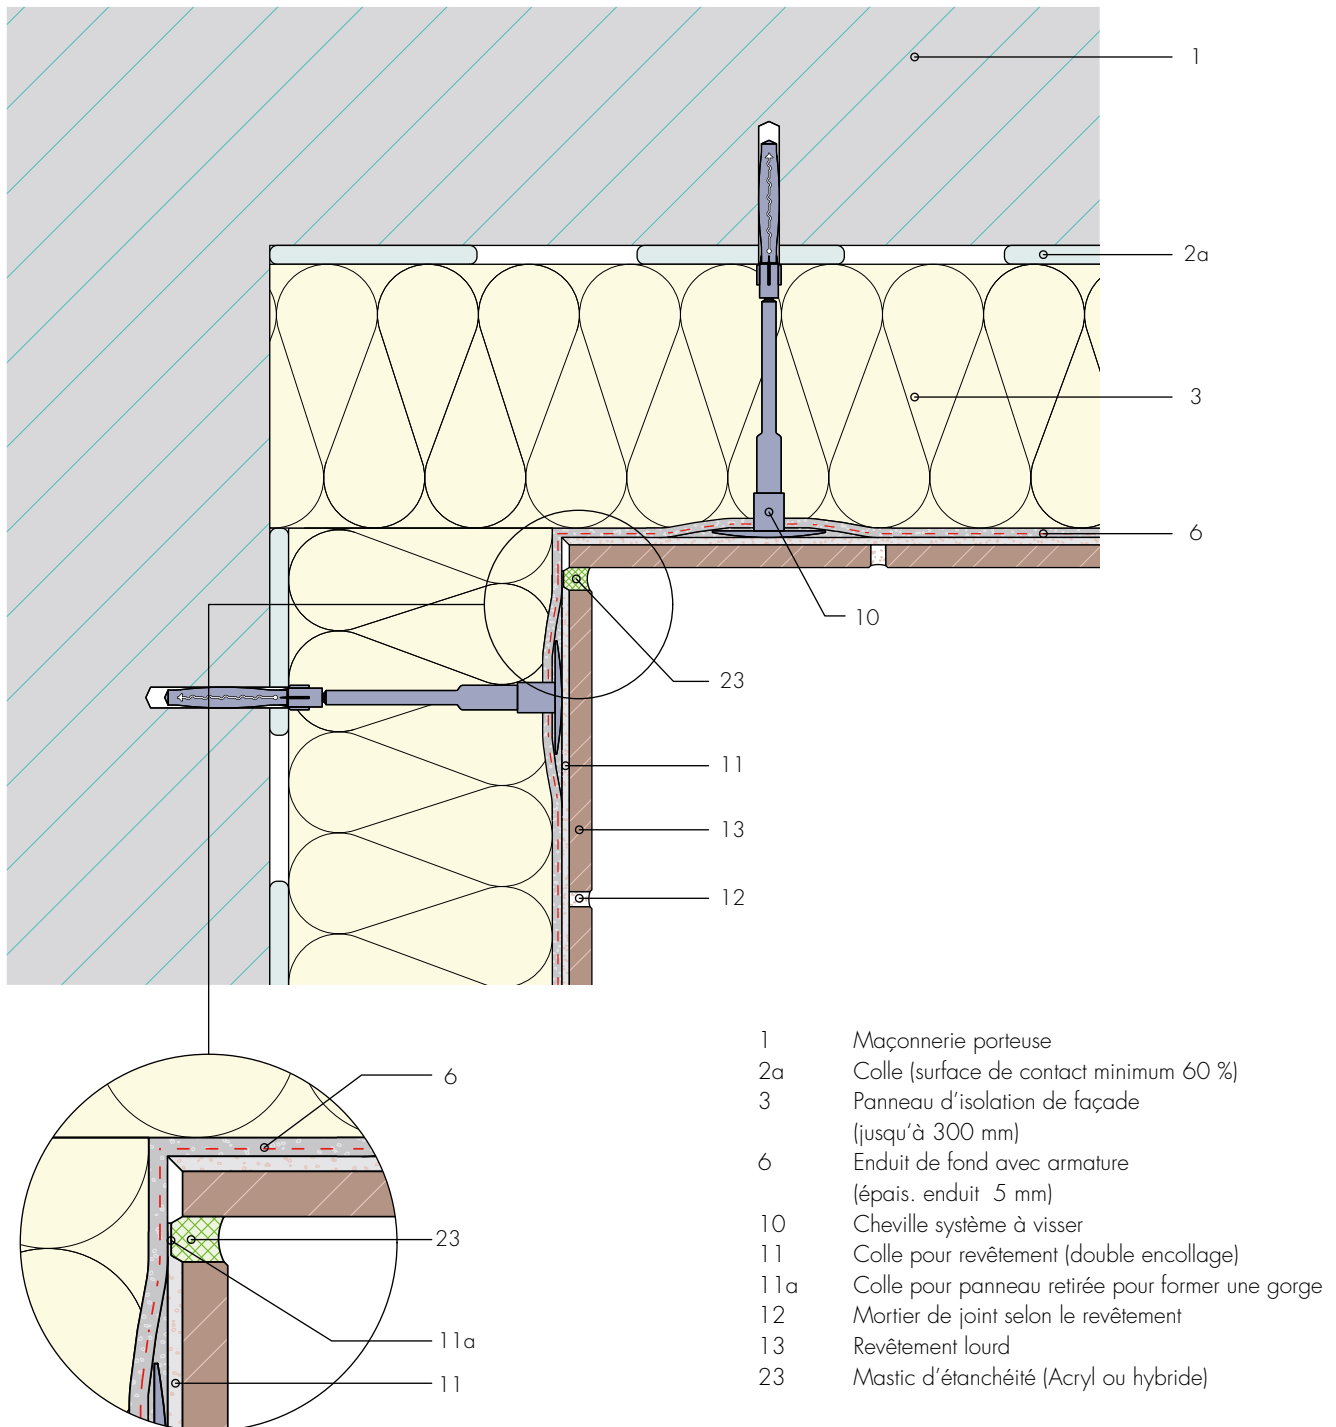 1
2a
3
6
10
23
11
13
12
6
23
11a
11
1 Maçonnerie porteuse
2a Colle (surface de contact minimum 60 %)
3 Panneau d'isolation de façade
(jusqu'à 300 mm)
6 Enduit de fond avec armature
(épais. enduit 5 mm)
10 Cheville système à visser
11 Colle pour revêtement (double encollage)
11a Colle pour panneau retirée pour former une gorge
12 Mortier de joint selon le revêtement
13 Revêtement lourd
23 Mastic d'étanchéité (Acryl ou hybride)